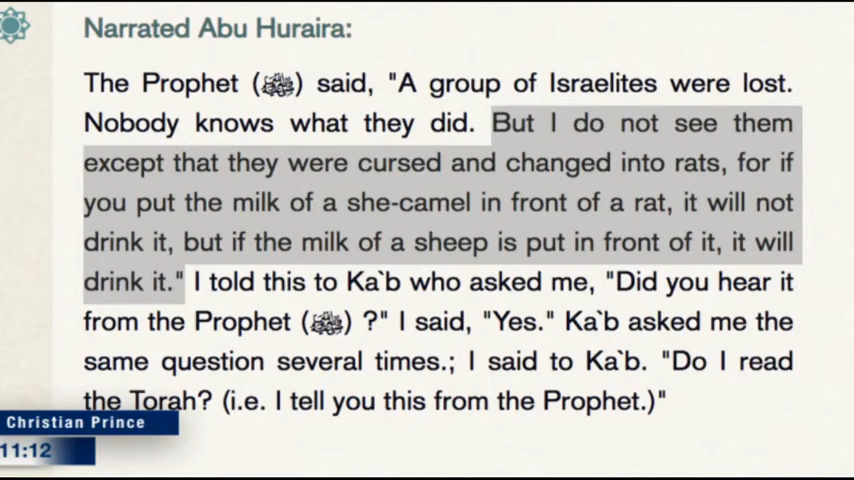 Narrated Abu Huraira:
The Prophet (ﷺ) said, "A group of Israelites were lost.
Nobody knows what they did. But I do not see them
except that they were cursed and changed into rats, for if
you put the milk of a she-camel in front of a rat, it will not
drink it, but if the milk of a sheep is put in front of it, it will
drink it." I told this to Ka`b who asked me, "Did you hear it
from the Prophet (ﷺ) ?" I said, "Yes." Ka`b asked me the
same question several times.; I said to Ka`b. "Do I read
the Torah? (i.e. I tell you this from the Prophet.)"
Christian Prince
11:12